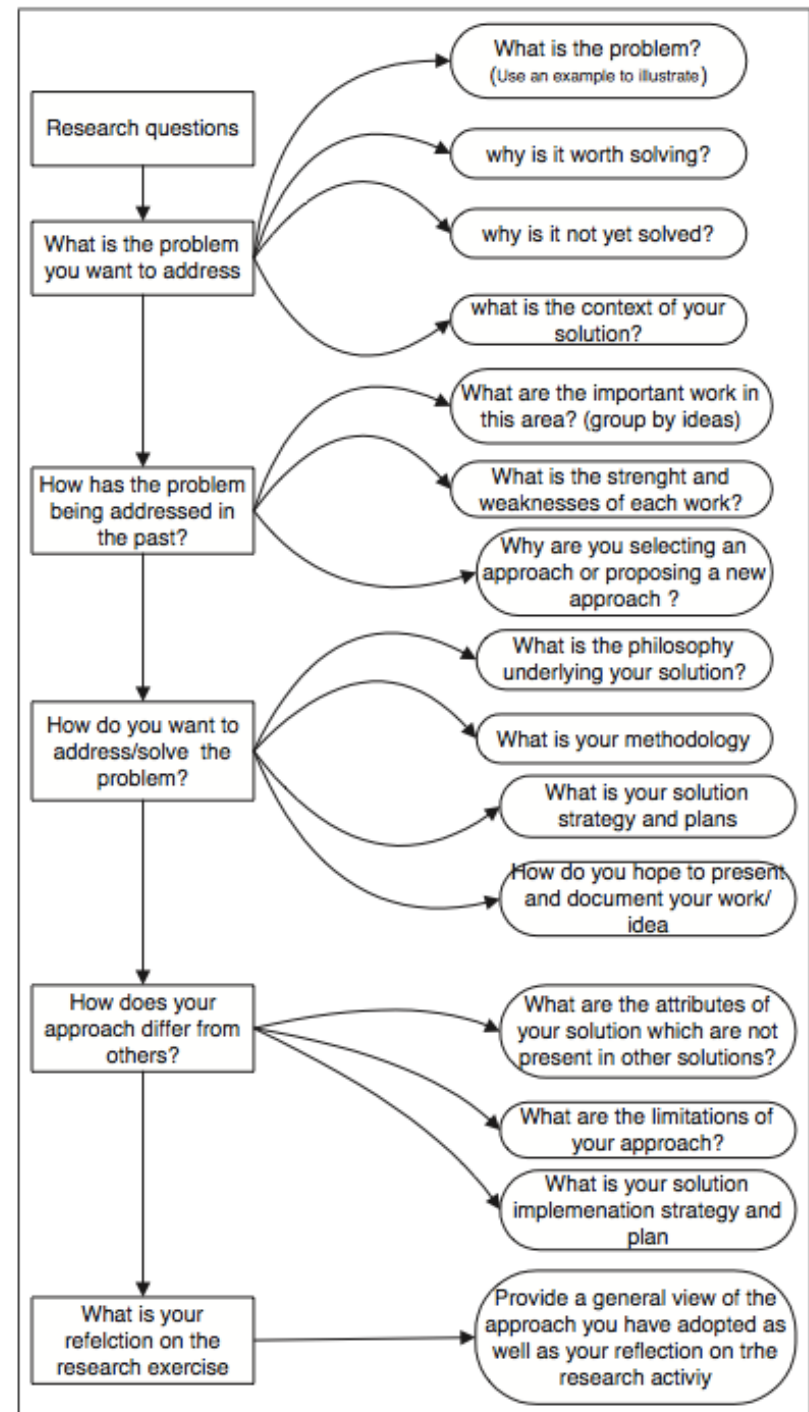 Research questions
What is the problem
you want to address
What is the problem?
(Use an example to illustrate)
why is it worth solving?
why is it not yet solved?
what is the context of your
solution?
How has the problem
being addressed in
the past?
What are the important work in
this area? (group by ideas)
What is the strenght and
weaknesses of each work?
Why are you selecting an
approach or proposing a new
approach ?
How do you want to
address/solve the
problem?
What is the philosophy
underlying your solution?
What is your methodology
What is your solution
strategy and plans
How do you hope to present
and document your work/
idea
How does your
approach differ from
others?
What are the attributes of
your solution which are not
present in other solutions?
What are the limitations of
your approach?
What is your solution
implemenation strategy and
plan
What is your
refelction on the
research exercise
Provide a general view of the
approach you have adopted as
well as your reflection on trhe
research activiy